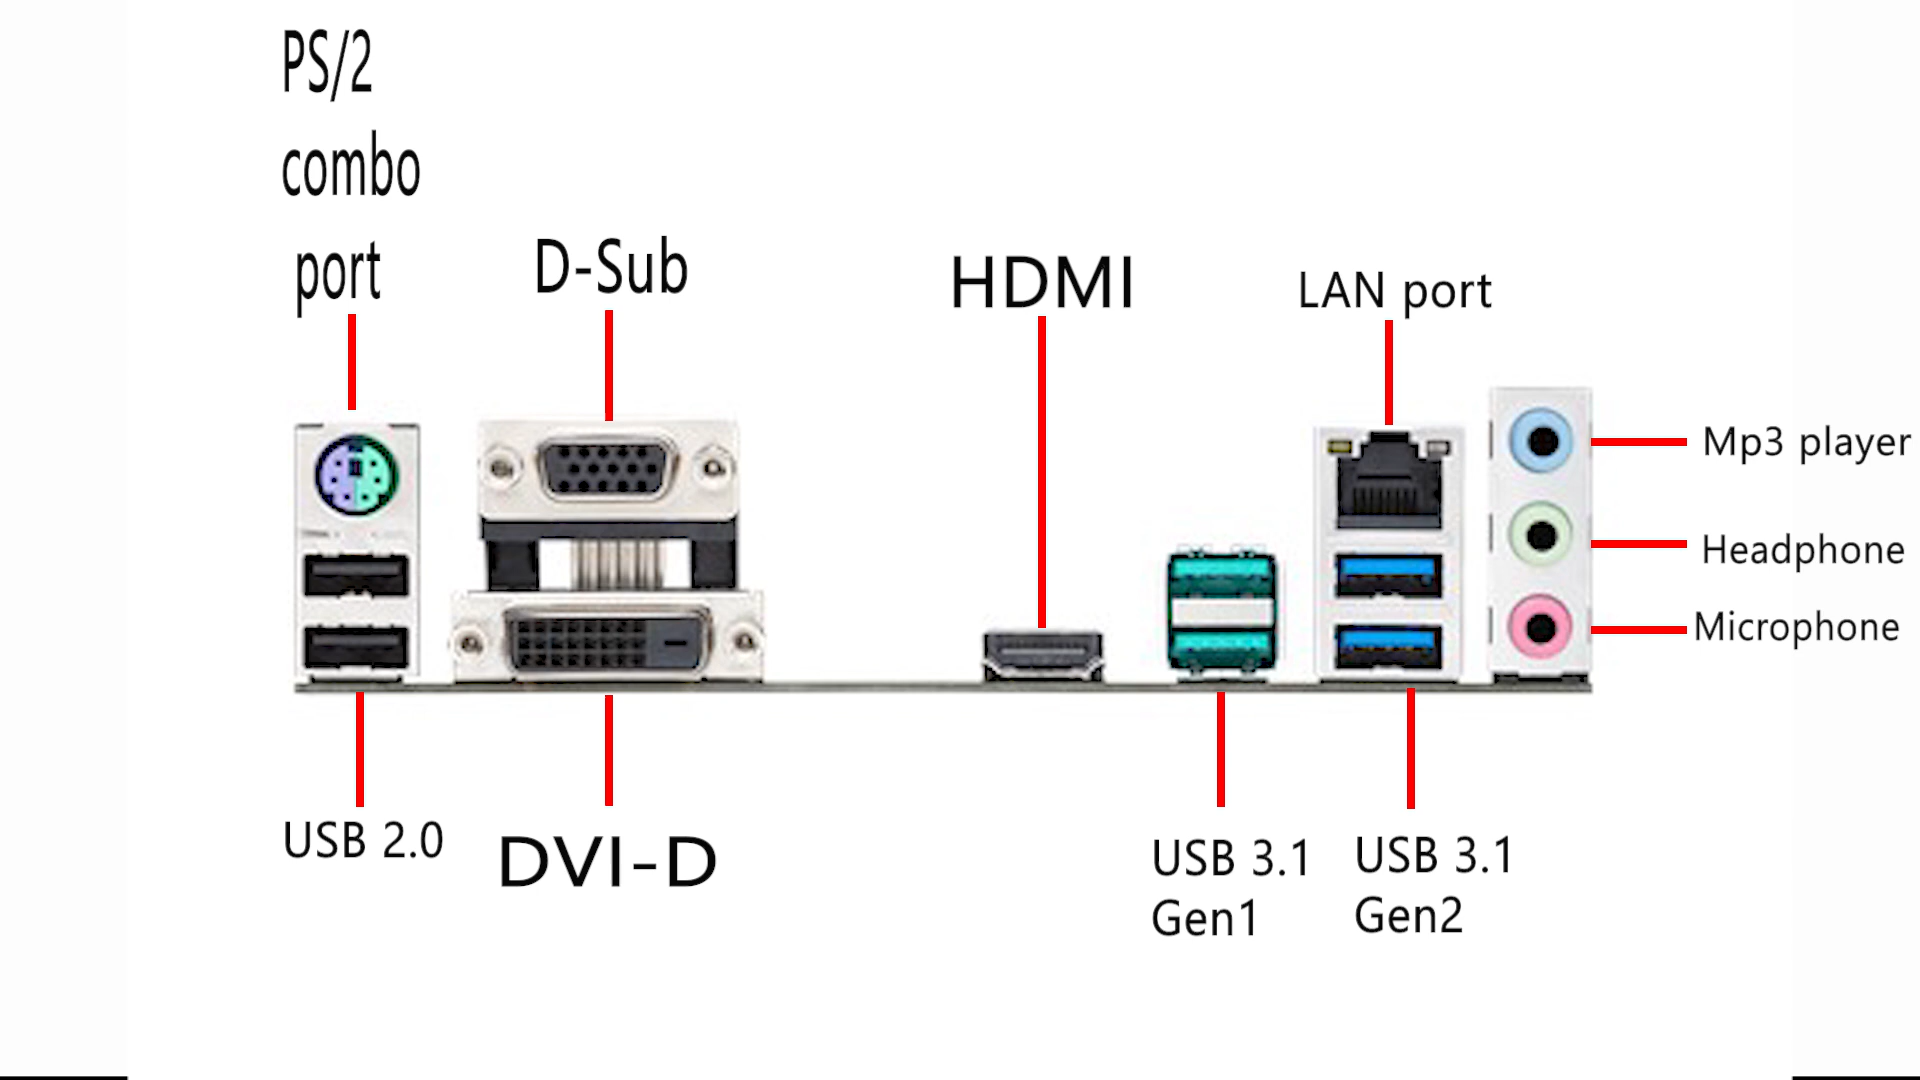 PS/2
combo
port
D-Sub
HDMI
LAN port
Mp3 player
Headphone
Microphone
USB 2.0
DVI-D
USB 3.1
Gen1
USB 3.1
Gen2